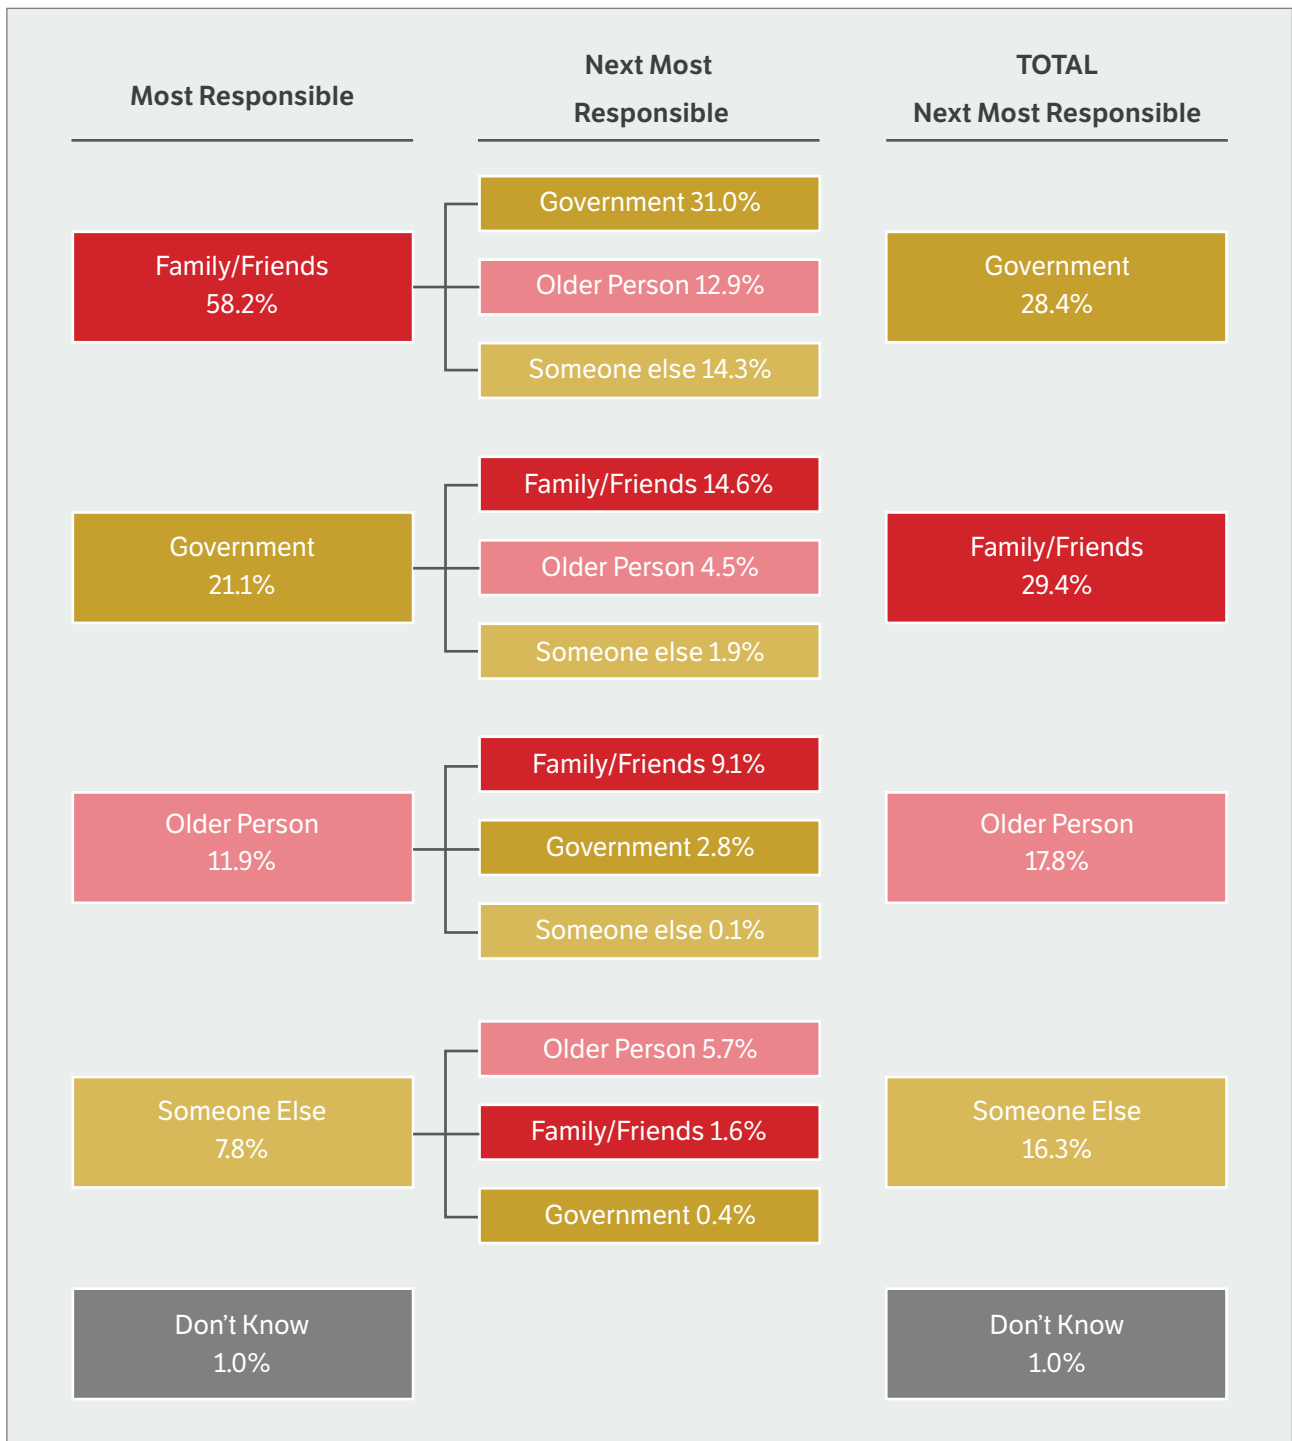 Most Responsible
Next Most
Responsible
TOTAL
Next Most Responsible
Family/Friends
58.2%
Government 31.0%
Older Person 12.9%
Someone else 14.3%
Government
28.4%
Government
21.1%
Family/Friends 14.6%
Older Person 4.5%
Someone else 1.9%
Family/Friends
29.4%
Older Person
11.9%
Family/Friends 9.1%
Government 2.8%
Someone else 0.1%
Older Person
17.8%
Someone Else
7.8%
Older Person 5.7%
Family/Friends 1.6%
Government 0.4%
Someone Else
16.3%
Don’t Know
1.0%
Don’t Know
1.0%